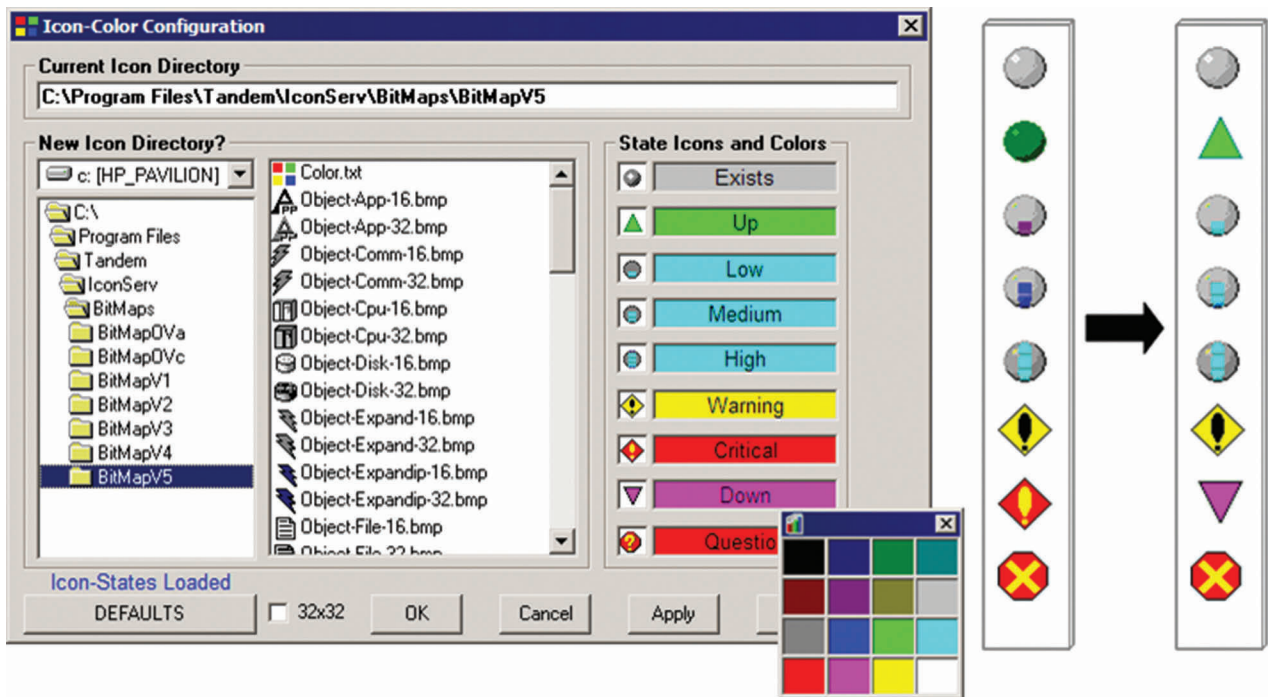 Icon-Color Configuration
Current Icon Directory
C:\Program Files\Tandem\IconServ\BitMaps\BitMapV5
New Icon Directory?
c: [HP_PAVILION]
C:\
Program Files
Tandem
IconServ
BitMaps
BitMapOVa
BitMapOVc
BitMapV1
BitMapV2
BitMapV3
BitMapV4
BitMapV5
Color.txt
Object-App-16.bmp
Object-App-32.bmp
Object-Comm-16.bmp
Object-Comm-32.bmp
Object-Cpu-16.bmp
Object-Cpu-32.bmp
Object-Disk-16.bmp
Object-Disk-32.bmp
Object-Expand-16.bmp
Object-Expand-32.bmp
Object-Expandip-16.bmp
Object-Expandip-32.bmp
Object-File-16.bmp
Object-File-32.bmp
State Icons and Colors
Exists
Up
Low
Medium
High
Warning
Critical
Down
Questio
Icon-States Loaded
DEFAULTS
32x32
OK
Cancel
Apply